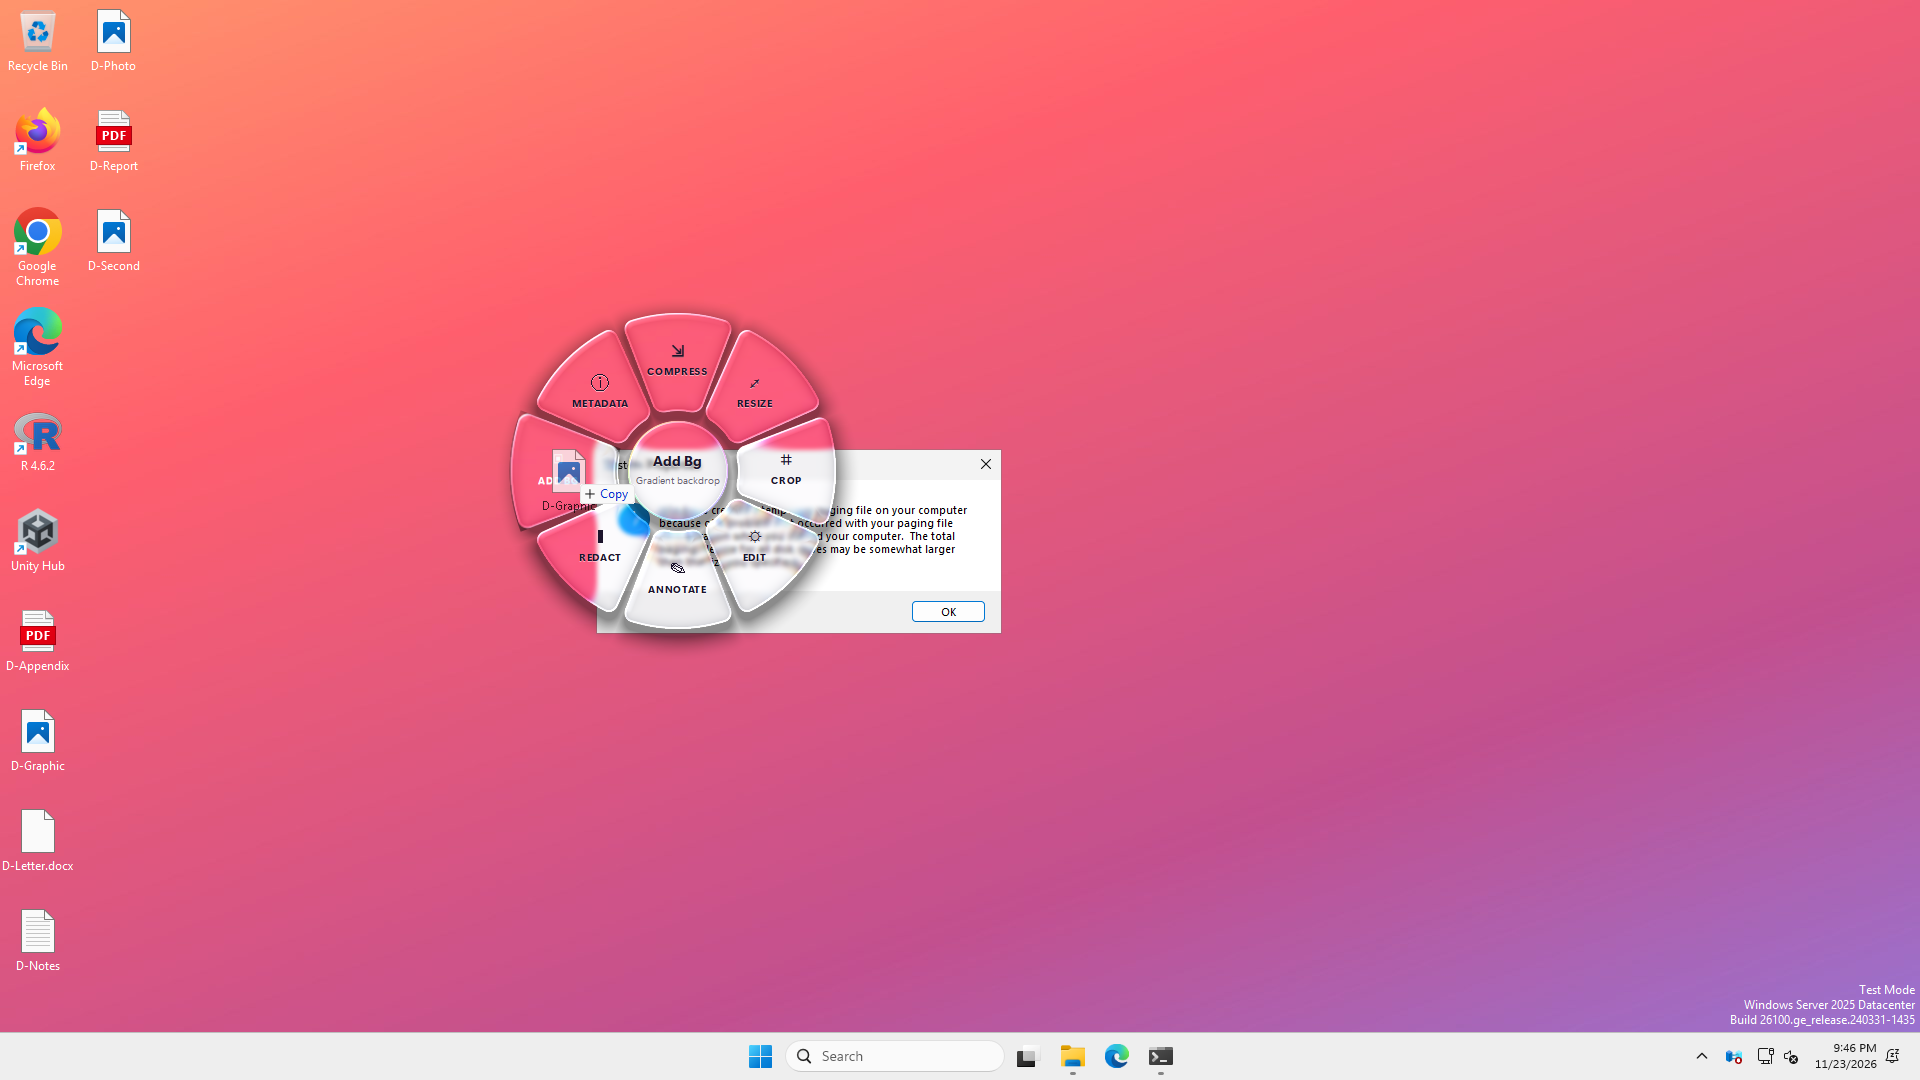 Recycle Bin
D-Photo
Firefox
PDF
D-Report
Google
Chrome
D-Second
Microsoft
Edge
R 4.6.2
Unity Hub
PDF
D-Appendix
D-Graphic
D-Letter.docx
D-Notes
COMPRESS
METADATA
RESIZE
Add Bg
Gradient backdrop
CROP
Copy
D-Graphic
REDACT
EDIT
ANNOTATE
paging file on your computer
because occurred with your paging file
your computer. The total
may be somewhat larger
OK
Test Mode
Windows Server 2025 Datacenter
Build 26100.ge_release.240331-1435
Search
9:46 PM
11/23/2026